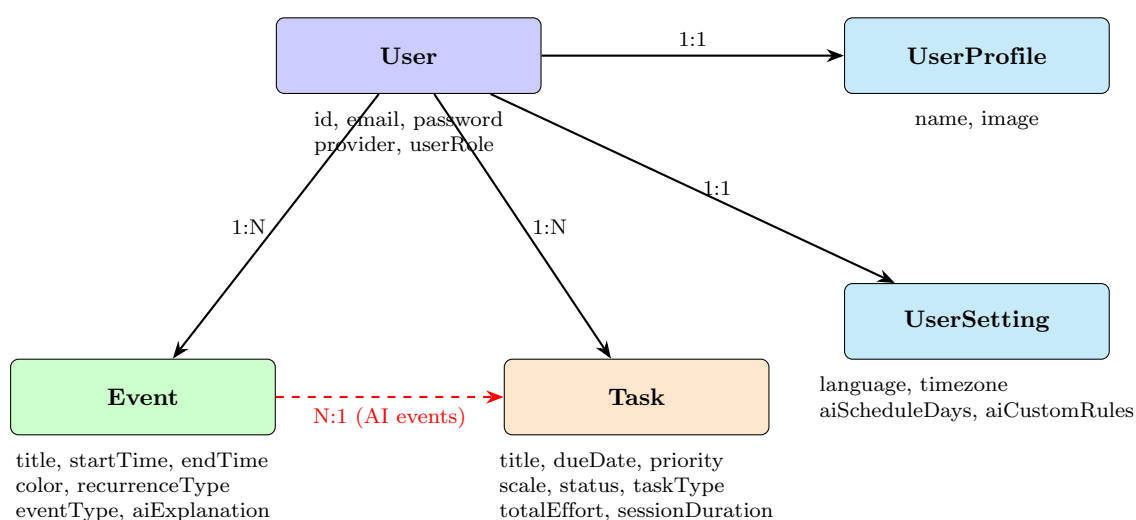 User
1:1
UserProfile
id, email, password
provider, userRole
name, image
1:1
1:N
1:N
UserSetting
language, timezone
aiScheduleDays, aiCustomRules
Event
N:1 (AI events)
Task
title, startTime, endTime
color, recurrenceType
eventType, aiExplanation
title, dueDate, priority
scale, status, taskType
totalEffort, sessionDuration